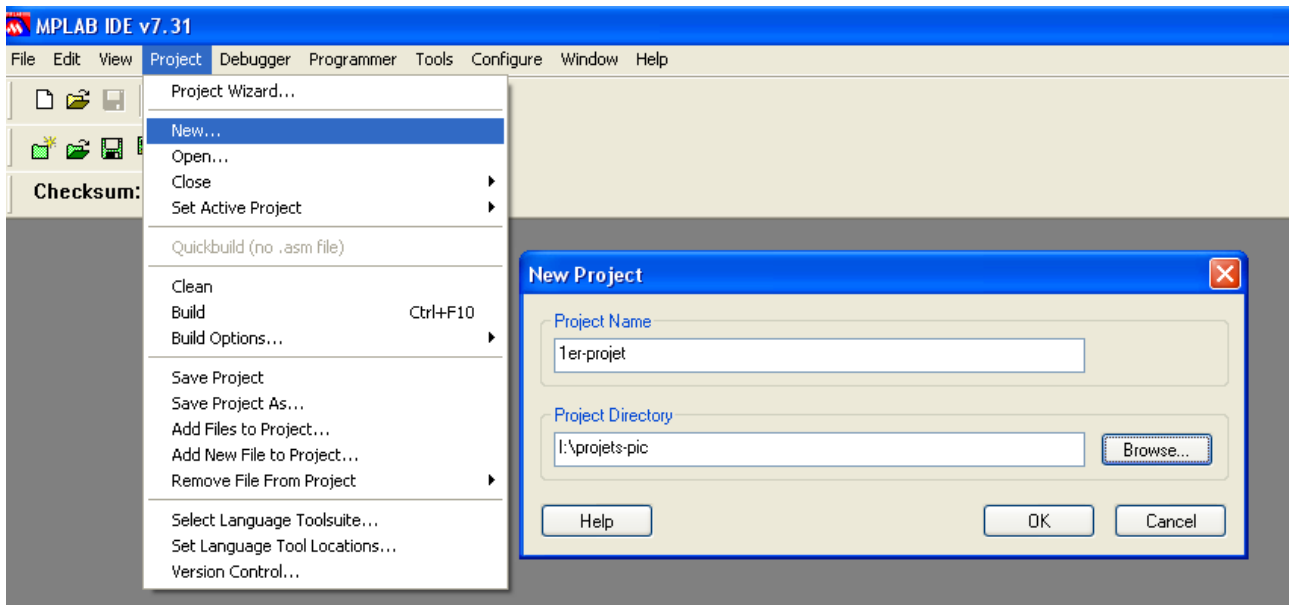 MPLAB IDE v7.31
File Edit View Project Debugger Programmer Tools Configure Window Help
Project Wizard...
New...
Open...
Close
Set Active Project
Quickbuild (no .asm file)
Clean
Build Ctrl+F10
Build Options...
Save Project
Save Project As...
Add Files to Project...
Add New File to Project...
Remove File From Project
Select Language Toolsuite...
Set Language Tool Locations...
Version Control...
Checksum:
New Project
Project Name
1er-projet
Project Directory
I:\projets-pic
Browse...
Help OK Cancel